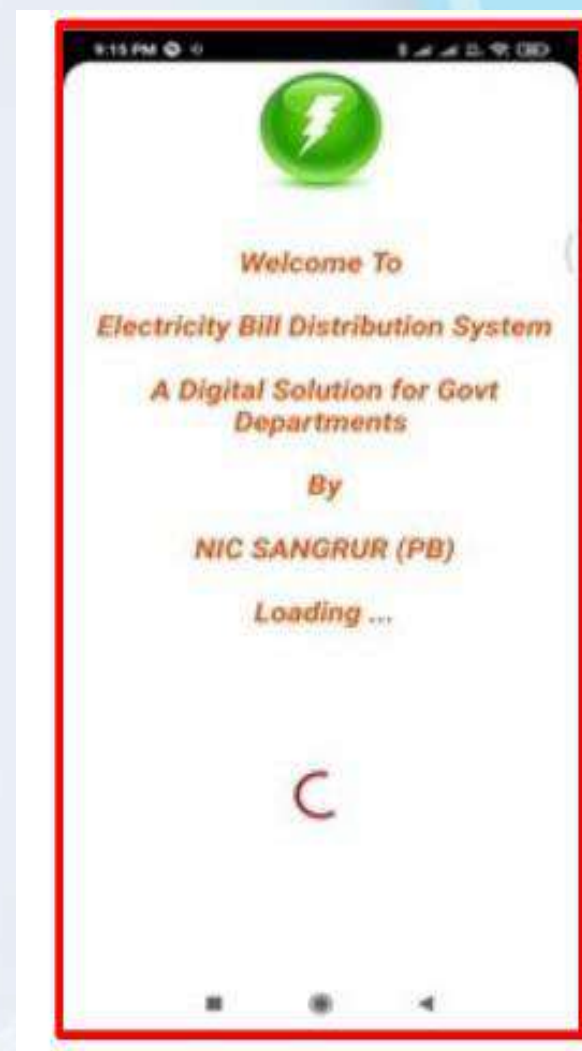 9:15 PM
Welcome To
Electricity Bill Distribution System
A Digital Solution for Govt
Departments
By
NIC SANGRUR (PB)
Loading ...